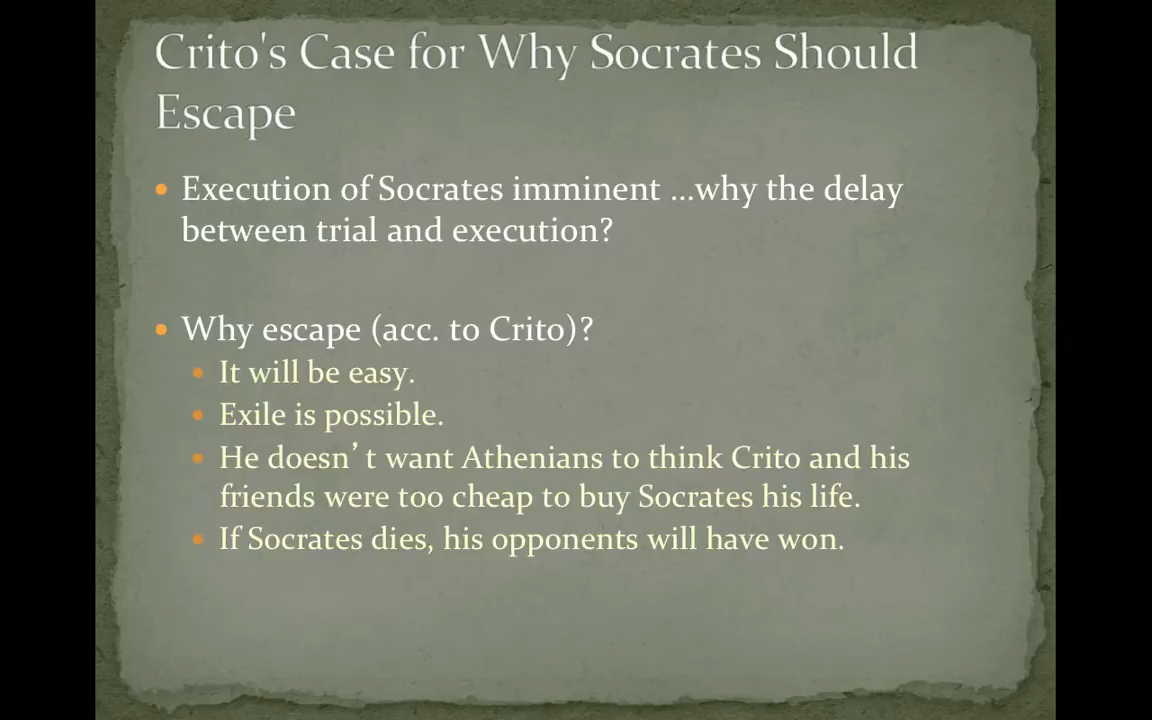 Crito's Case for Why Socrates Should
Escape
• Execution of Socrates imminent …why the delay
between trial and execution?
• Why escape (acc. to Crito)?
• It will be easy.
• Exile is possible.
• He doesn’t want Athenians to think Crito and his
friends were too cheap to buy Socrates his life.
• If Socrates dies, his opponents will have won.